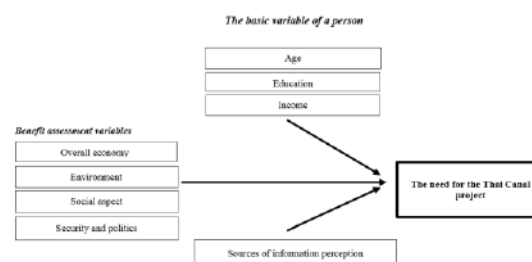 The basic variable of a person
Age
Education
Income
Benefit assessment variables
Overall economy
Environment
Social aspect
Security and politics
The need for the Thai Canal
project
Sources of information perception